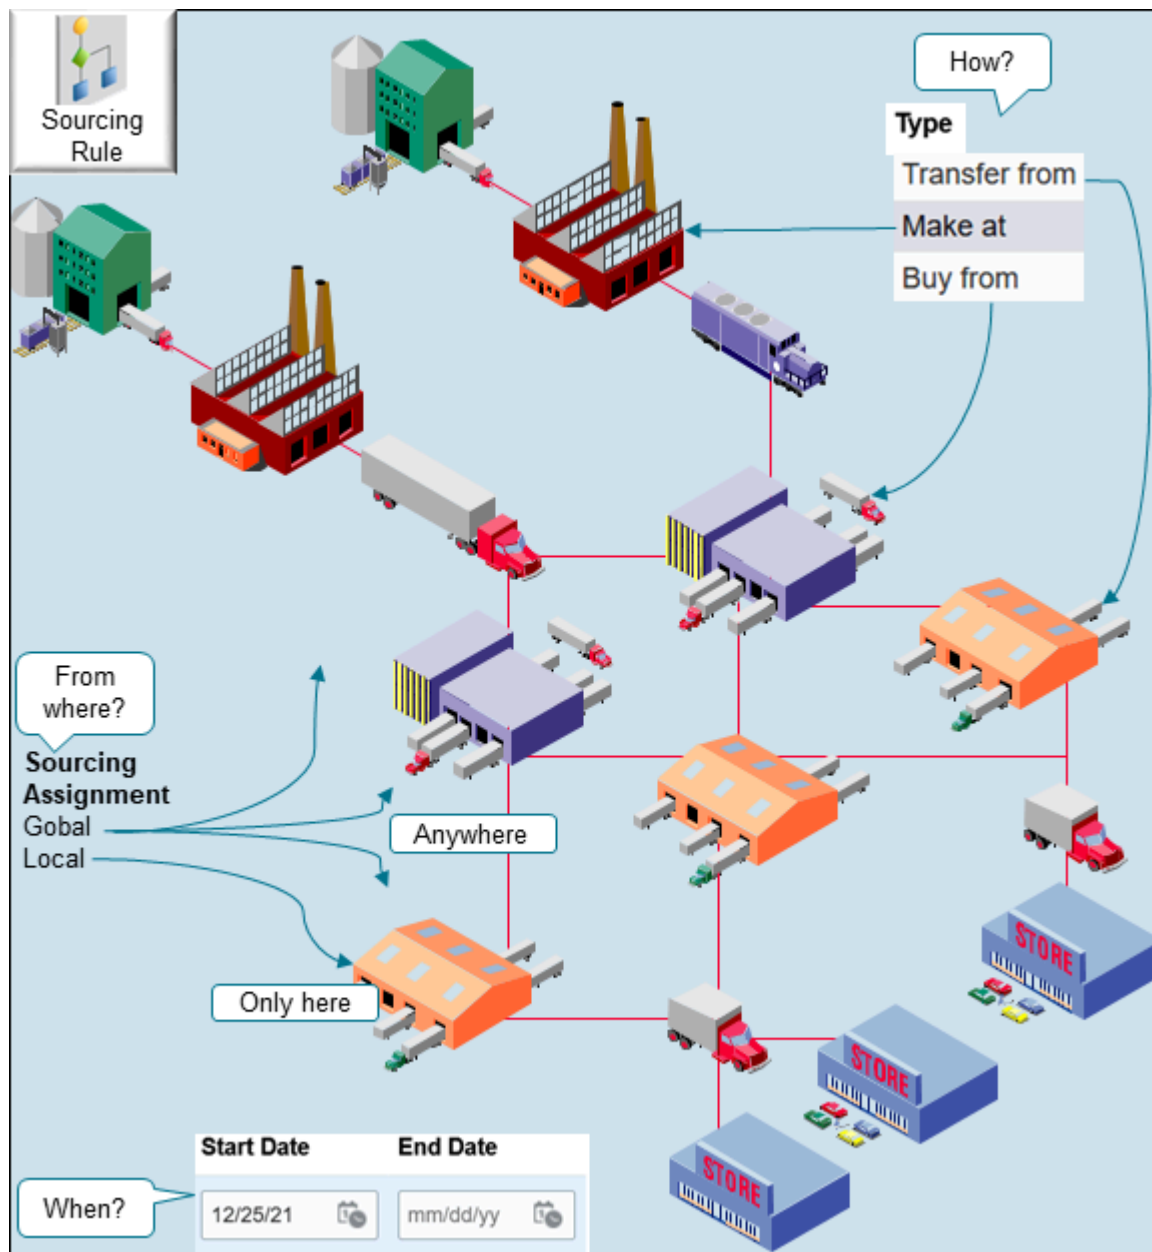 Sourcing
Rule
How?
Type
Transfer from
Make at
Buy from
From
where?
Sourcing
Assignment
Gobal
Local
Anywhere
Only here
STORE
STORE
STORE
Start Date
End Date
When?
12/25/21
mm/dd/yy